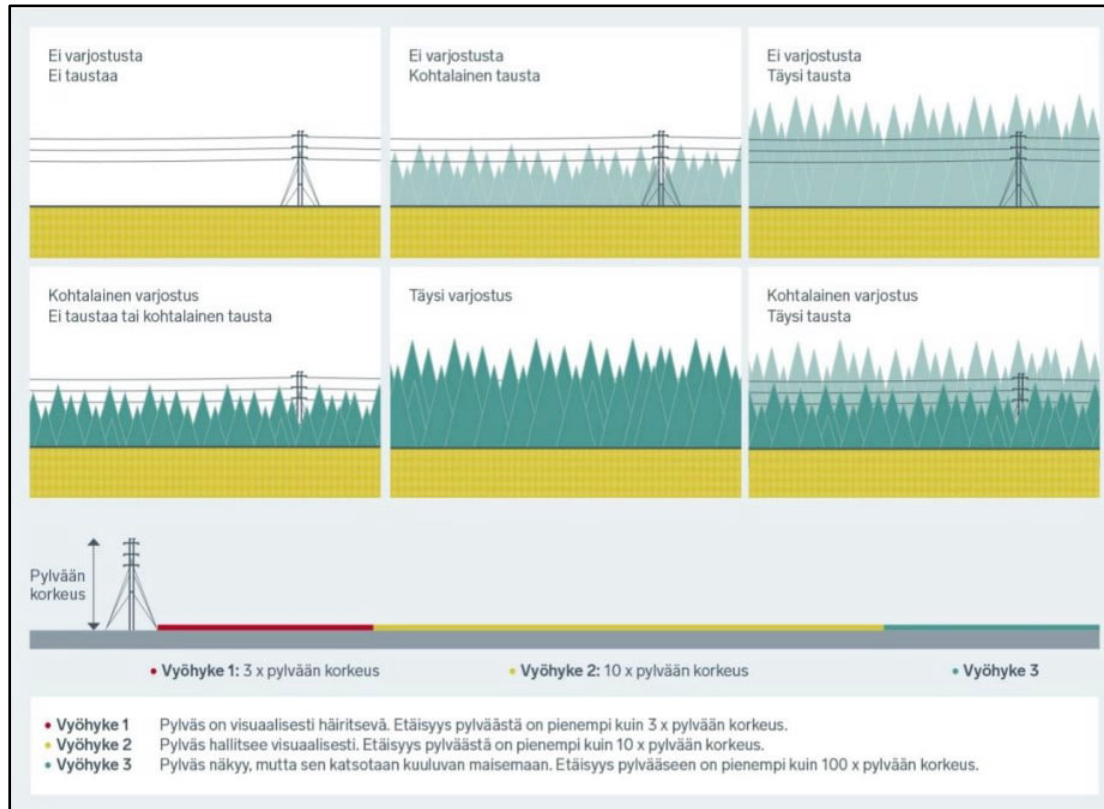 Ei varjostusta
Ei taustaa
Ei varjostusta
Kohtalainen tausta
Ei varjostusta
Täysi tausta
Kohtalainen varjostus
Ei taustaa tai kohtalainen tausta
Täysi varjostus
Kohtalainen varjostus
Täysi tausta
Pylvään
korkeus
• Vyöhyke 1: 3 x pylvään korkeus
• Vyöhyke 2: 10 x pylvään korkeus
• Vyöhyke 3
• Vyöhyke 1 Pylväs on visuaalisesti häiritsevä. Etäisyys pylväästä on pienempi kuin 3 x pylvään korkeus.
• Vyöhyke 2 Pylväs hallitsee visuaalisesti. Etäisyys pylväästä on pienempi kuin 10 x pylvään korkeus.
• Vyöhyke 3 Pylväs näkyy, mutta sen katsotaan kuuluvan maisemaan. Etäisyys pylvääseen on pienempi kuin 100 x pylvään korkeus.